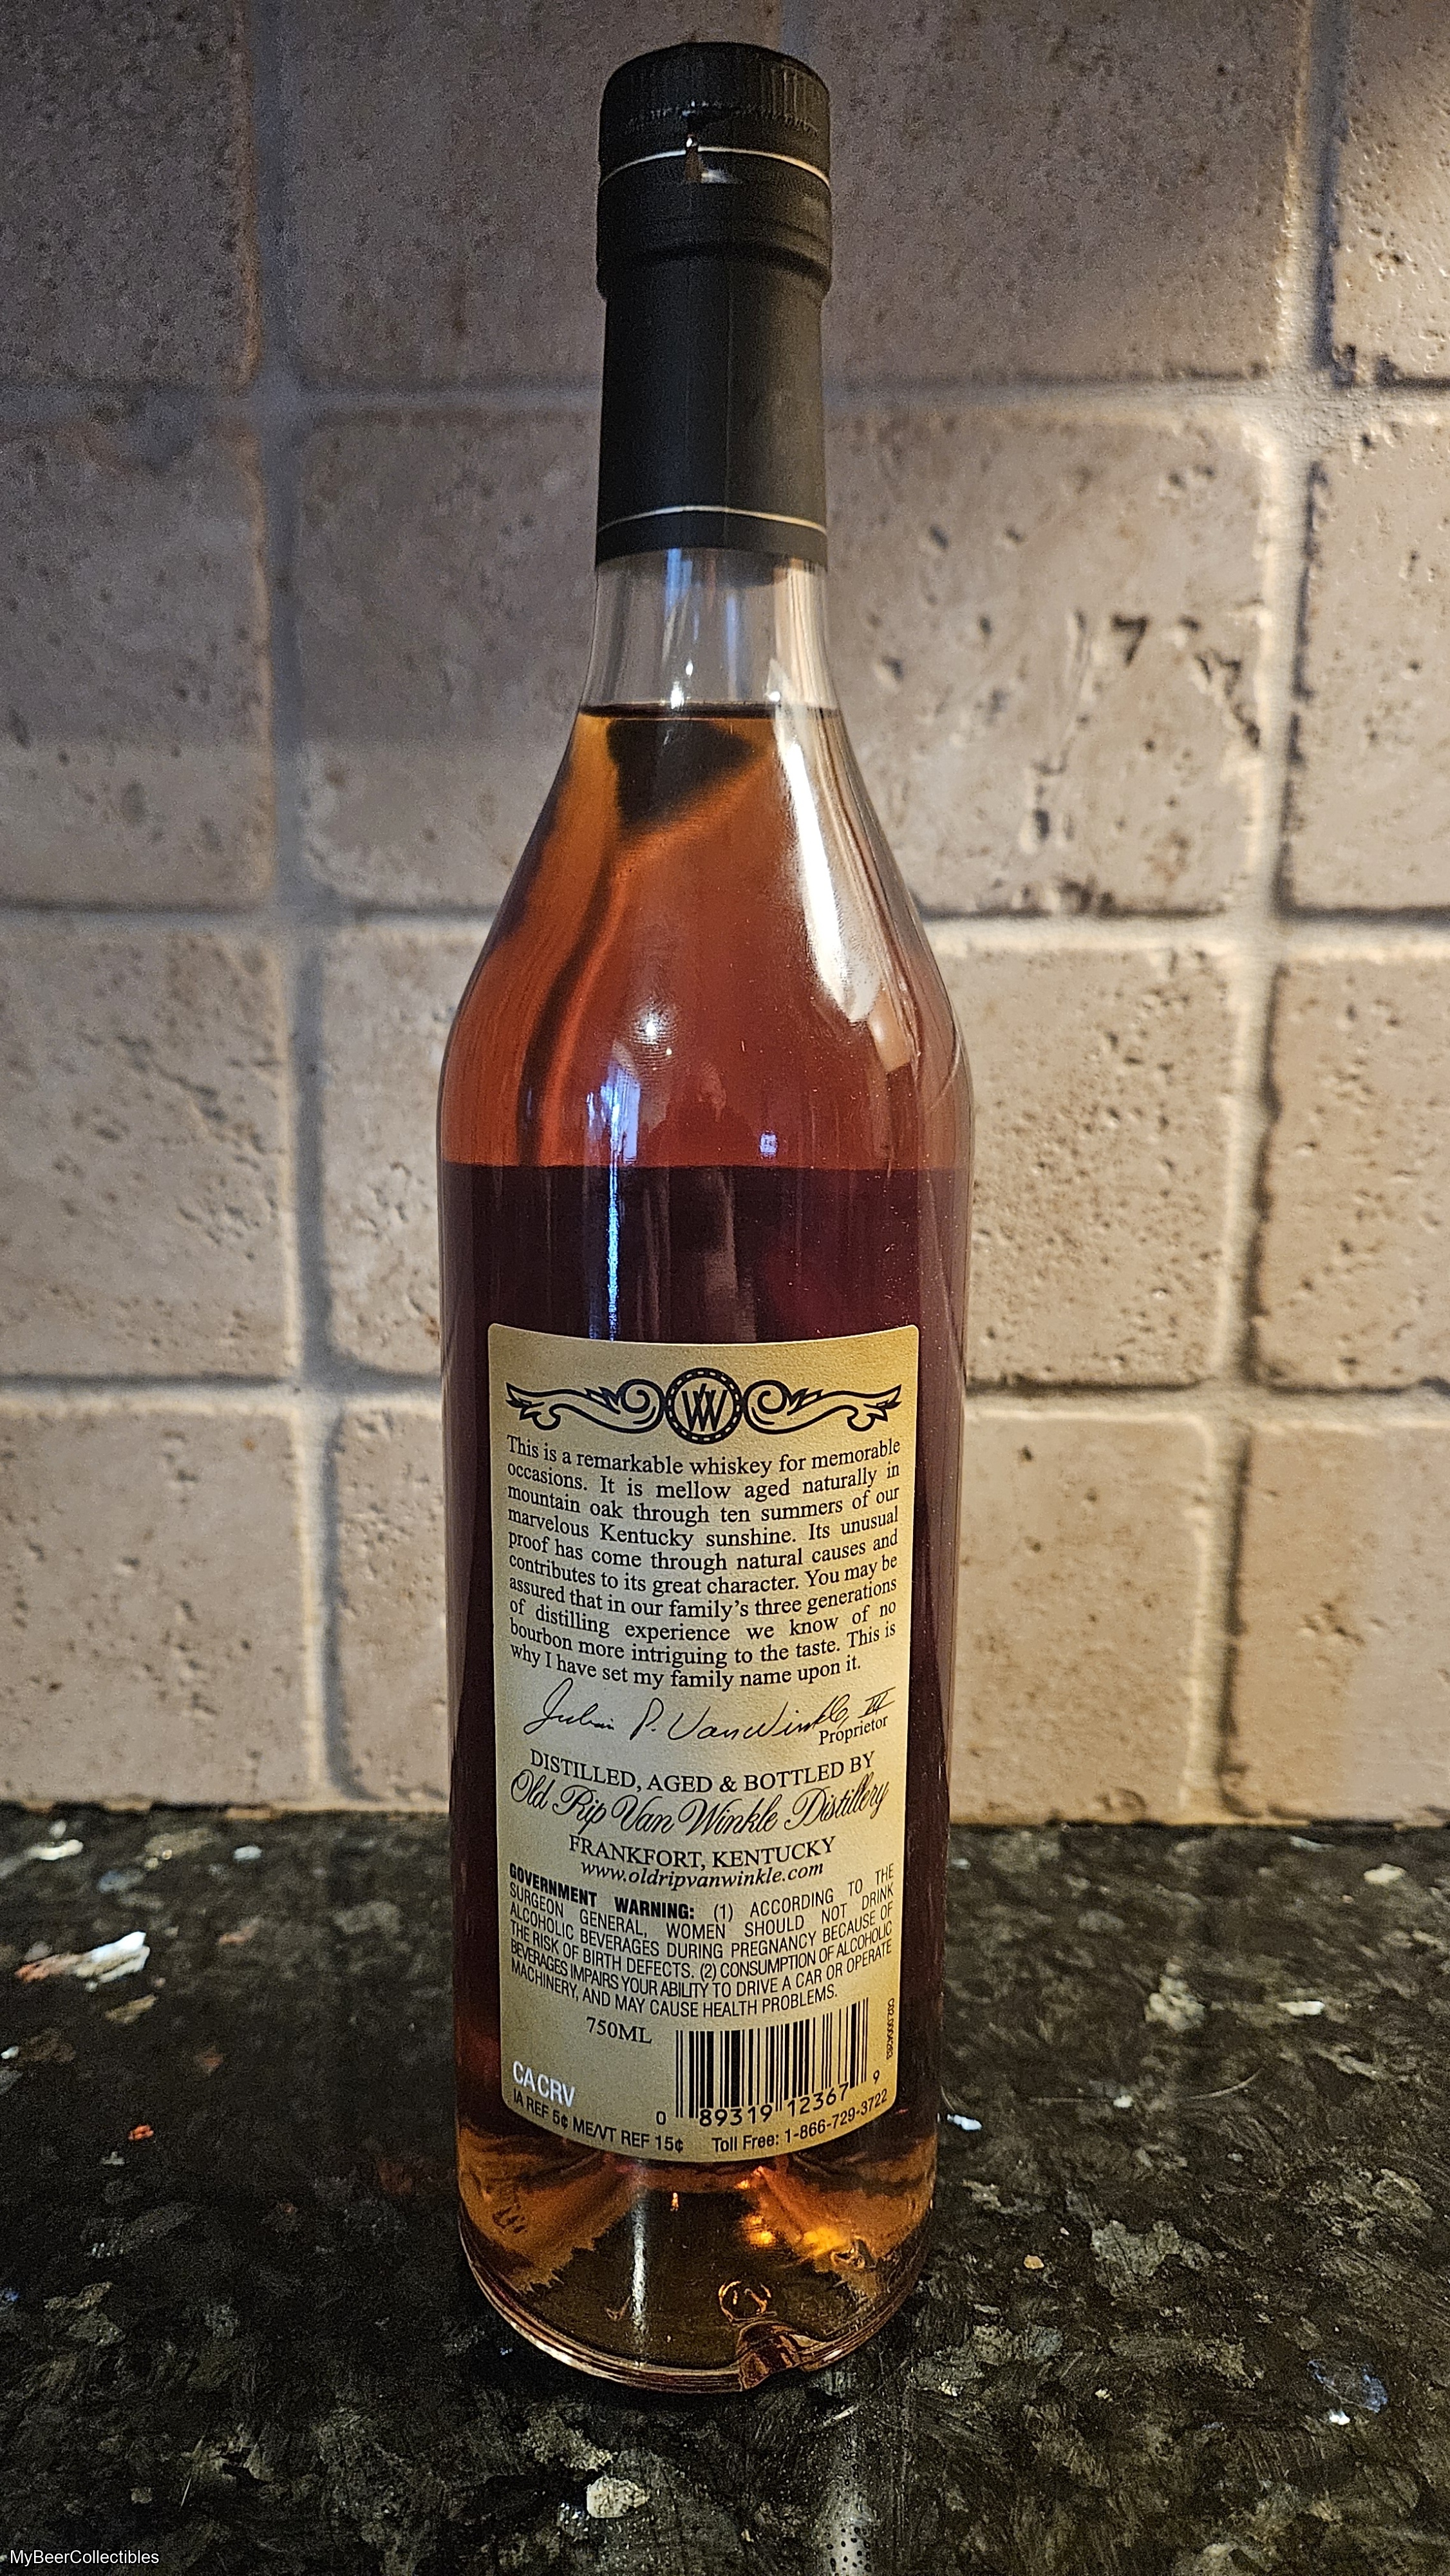 W
This is a remarkable whiskey for memorable
occasions. It is mellow aged naturally in
mountain oak through ten summers of our
marvelous Kentucky sunshine. Its unusual
proof has come through natural causes and
contributes to its great character. You may be
assured that in our family's three generations
of distilling experience we know of no
bourbon more intriguing to the taste. This is
why I have set my family name upon it.
Julian P. Van Winkle, III
Proprietor
DISTILLED, AGED & BOTTLED BY
Old Rip Van Winkle Distillery
FRANKFORT, KENTUCKY
www.oldripvanwinkle.com
GOVERNMENT WARNING: (1) ACCORDING TO THE
SURGEON GENERAL, WOMEN SHOULD NOT DRINK
ALCOHOLIC BEVERAGES DURING PREGNANCY BECAUSE OF
THE RISK OF BIRTH DEFECTS. (2) CONSUMPTION OF ALCOHOLIC
BEVERAGES IMPAIRS YOUR ABILITY TO DRIVE A CAR OR OPERATE
MACHINERY, AND MAY CAUSE HEALTH PROBLEMS.
750ML
CA CRV
0 89319 12367 9
IA REF 5¢ ME/VT REF 15¢ Toll Free: 1-866-729-3722
MyBeerCollectibles